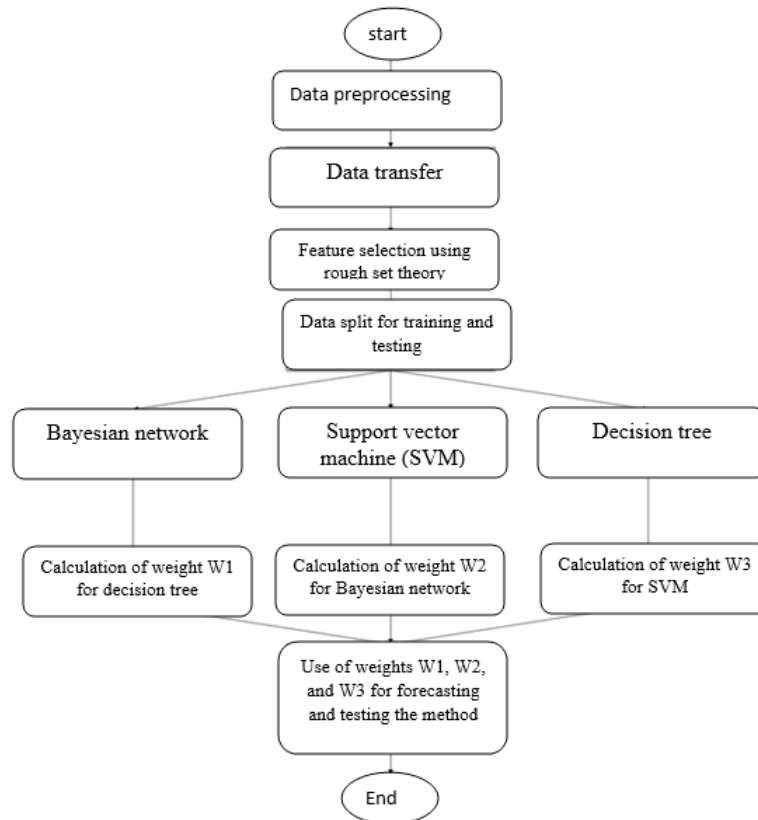 start
Data preprocessing
Data transfer
Feature selection using
rough set theory
Data split for training and
testing
Bayesian network
Support vector
machine (SVM)
Decision tree
Calculation of weight W1
for decision tree
Calculation of weight W2
for Bayesian network
Calculation of weight W3
for SVM
Use of weights W1, W2,
and W3 for forecasting
and testing the method
End